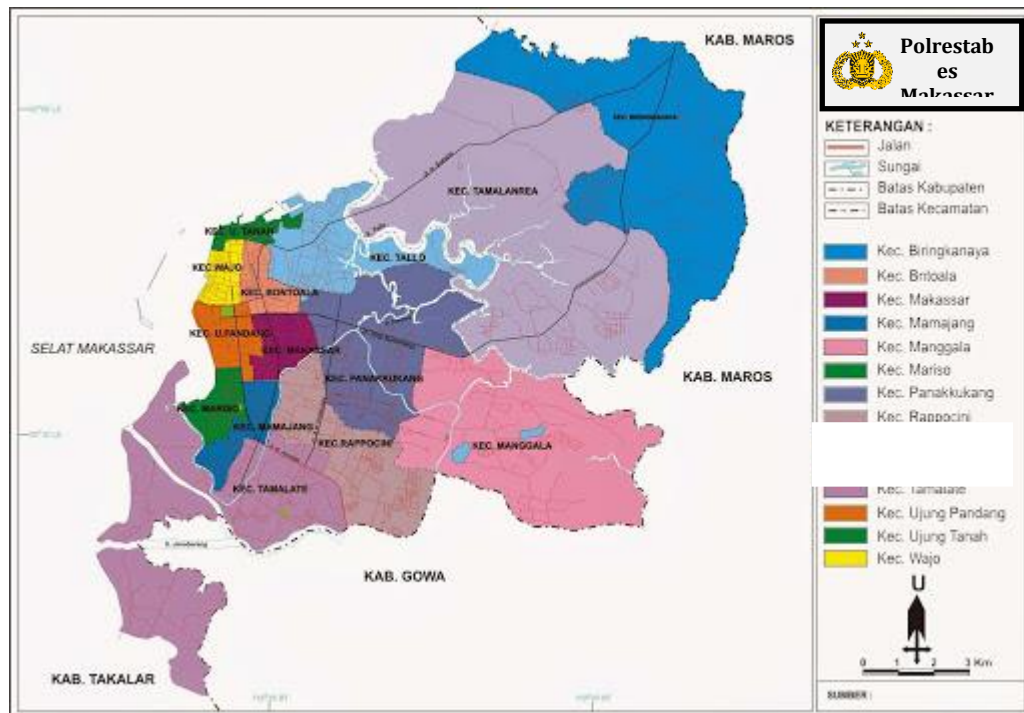 KAB. MAROS
KEC. TAMALANREA
KEC. U. TANAH
KEC. TALLO
KEC.WAJO
KEC. BONTOALA
KEC. U.PANDANG
KEC. MAKASSAR
SELAT MAKASSAR
KEC. PANAKKUKANG
KAB. MAROS
KEC. MARISO
KEC. MAMAJANG
KEC.RAPPOCINI
KEC. MANGGALA
KEC. TAMALATE
KAB. GOWA
KAB. TAKALAR
Polrestab
es
Makassar
KETERANGAN :
Jalan
Sungai
Batas Kabupaten
Batas Kecamatan
Kec. Biringkanaya
Kec. Bntoala
Kec. Makassar
Kec. Mamajang
Kec. Manggala
Kec. Mariso
Kec. Panakkukang
Kec. Rappocini
Kec. Tamalate
Kec. Ujung Pandang
Kec. Ujung Tanah
Kec. Wajo
U
0 1 2 3 Km
SUMBER :